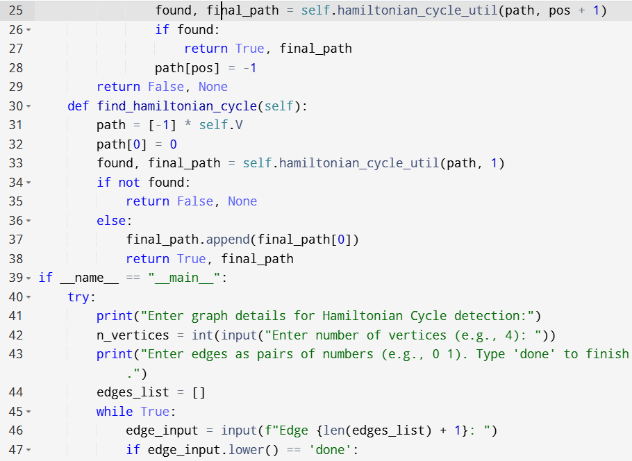 25 found, final_path = self.hamiltonian_cycle_util(path, pos + 1)
26 if found:
27 return True, final_path
28 path[pos] = -1
29 return False, None
30 def find_hamiltonian_cycle(self):
31 path = [-1] * self.V
32 path[0] = 0
33 found, final_path = self.hamiltonian_cycle_util(path, 1)
34 if not found:
35 return False, None
36 else:
37 final_path.append(final_path[0])
38 return True, final_path
39 if __name__ == "__main__":
40 try:
41 print("Enter graph details for Hamiltonian Cycle detection:")
42 n_vertices = int(input("Enter number of vertices (e.g., 4): "))
43 print("Enter edges as pairs of numbers (e.g., 0 1). Type 'done' to finish
.")
44 edges_list = []
45 while True:
46 edge_input = input(f"Edge {len(edges_list) + 1}: ")
47 if edge_input.lower() == 'done':